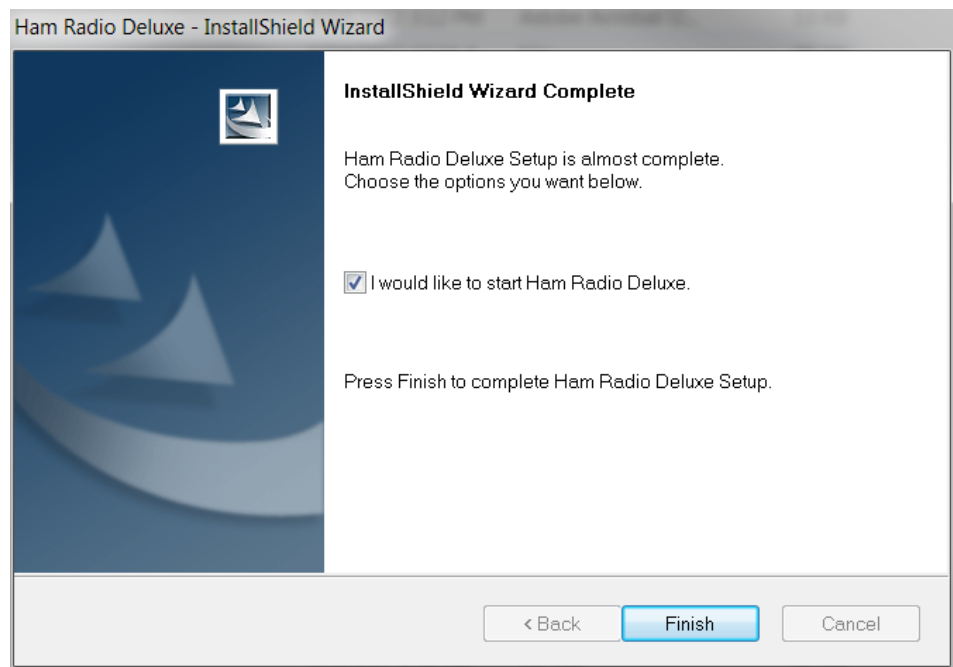 Ham Radio Deluxe - InstallShield Wizard
InstallShield Wizard Complete
Ham Radio Deluxe Setup is almost complete.
Choose the options you want below.
I would like to start Ham Radio Deluxe.
Press Finish to complete Ham Radio Deluxe Setup.
< Back Finish Cancel